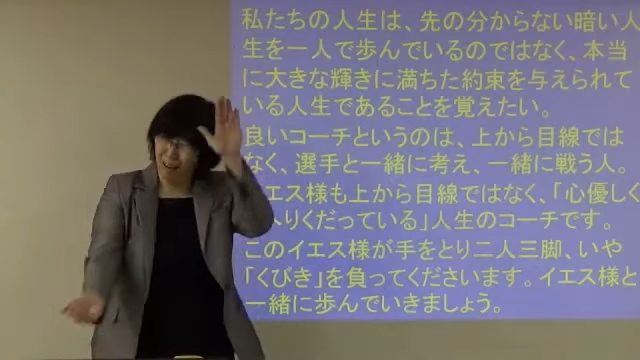 私たちの人生は、先の分からない暗い人
生を一人で歩んでいるのではなく、本当
に大きな輝きに満ちた約束を与えられて
いる人生であることを覚えたい。
良いコーチというのは、上から目線では
なく、選手と一緒に考え、一緒に戦う人。
エス様も上から目線ではなく、「心優しく
へりくだっている」人生のコーチです。
このイエス様が手をとり二人三脚、いや
「くびき」を負ってくださいます。イエス様と
一緒に歩んでいきましょう。